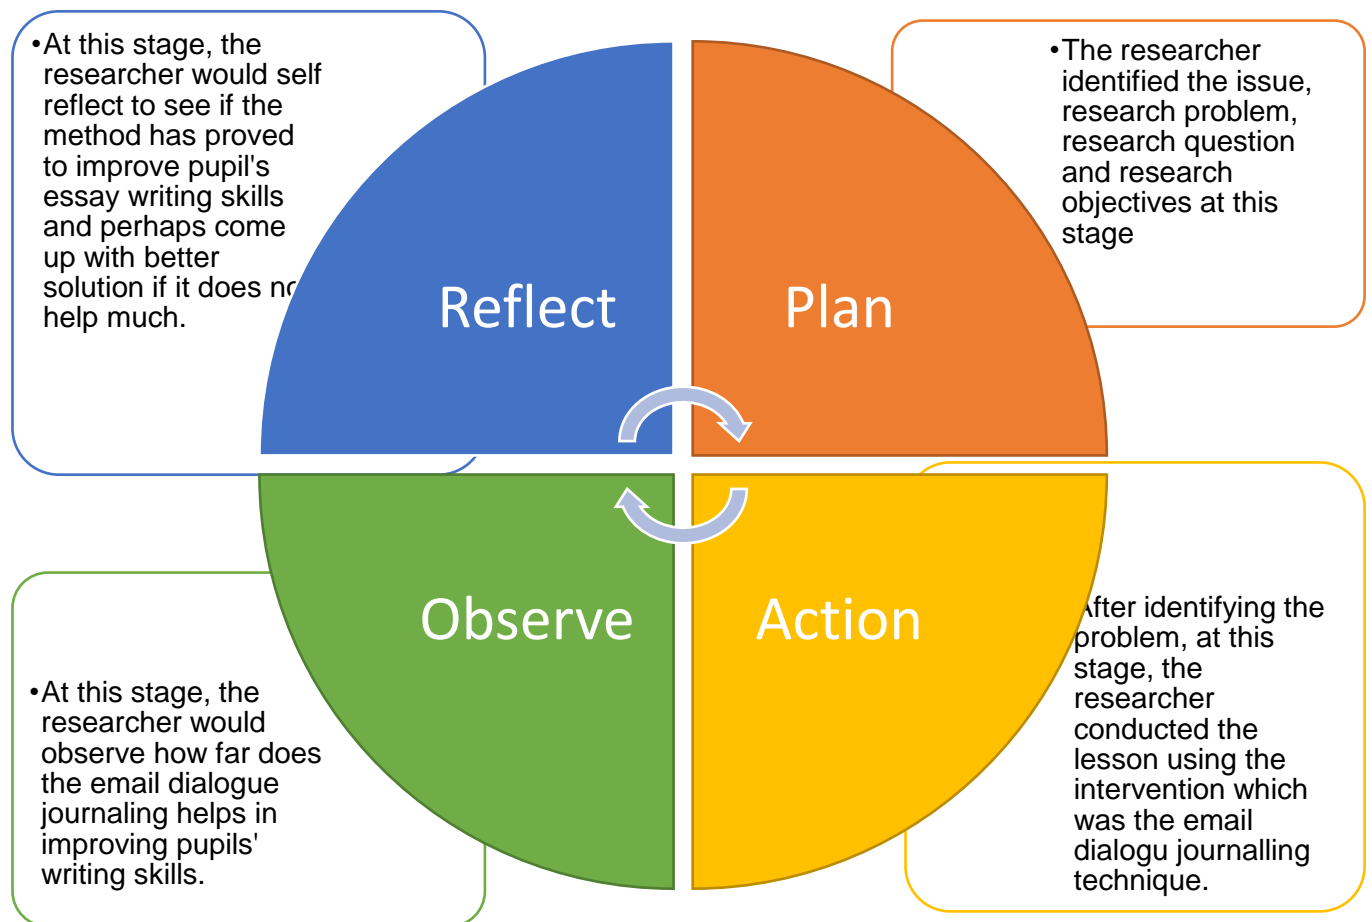 •At this stage, the
researcher would self
reflect to see if the
method has proved
to improve pupil's
essay writing skills
and perhaps come
up with better
solution if it does no
help much.
Reflect
Plan
•The researcher
identified the issue,
research problem,
research question
and research
objectives at this
stage
Observe
Action
•At this stage, the
researcher would
observe how far does
the email dialogue
journaling helps in
improving pupils'
writing skills.
After identifying the
problem, at this
stage, the
researcher
conducted the
lesson using the
intervention which
was the email
dialogu journalling
technique.